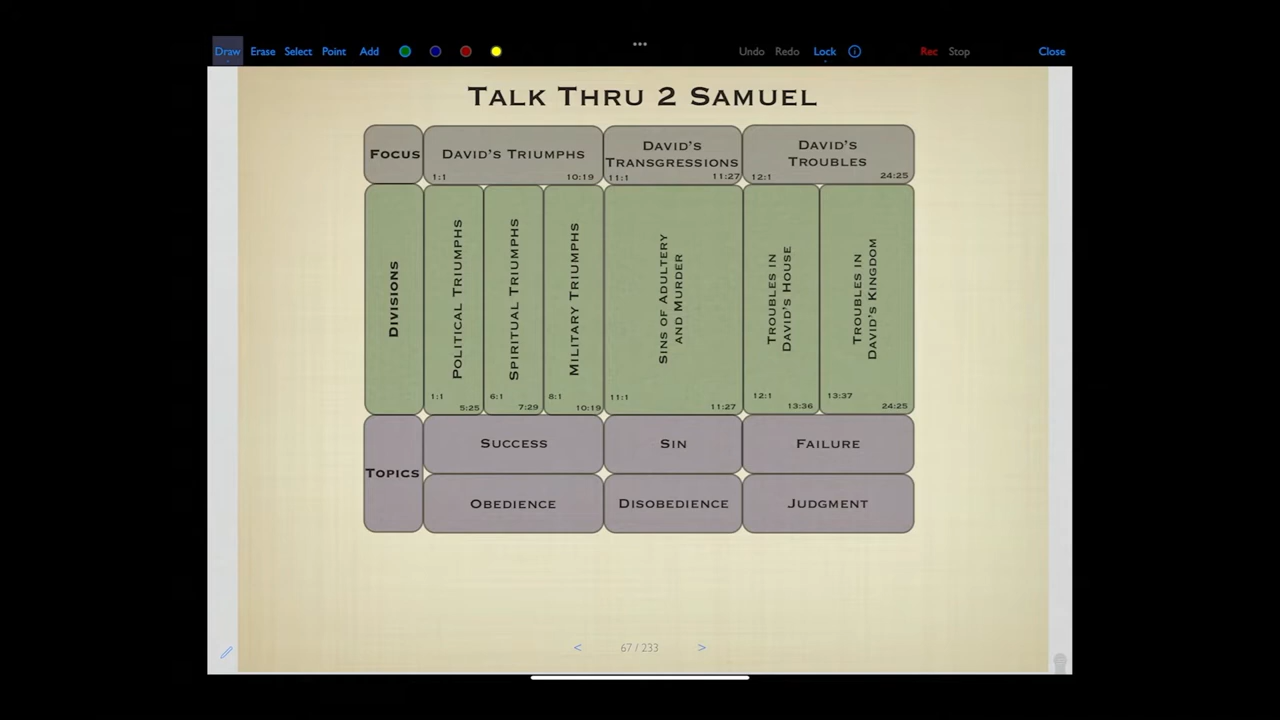 Draw Erase Select Point Add Undo Redo Lock Rec Stop Close
TALK THRU 2 SAMUEL
FOCUS
DAVID'S TRIUMPHS
1:1 10:19
DAVID'S
TRANSGRESSIONS
11:1 11:27
DAVID'S
TROUBLES
12:1 24:25
DIVISIONS
POLITICAL TRIUMPHS
1:1
5:25
SPIRITUAL TRIUMPHS
6:1
7:29
MILITARY TRIUMPHS
8:1
10:19
SINS OF ADULTERY
AND MURDER
11:1
11:27
TROUBLES IN
DAVID'S HOUSE
12:1
13:36
TROUBLES IN
DAVID'S KINGDOM
13:37
24:25
TOPICS
SUCCESS
SIN
FAILURE
OBEDIENCE
DISOBEDIENCE
JUDGMENT
< 67 / 233 >